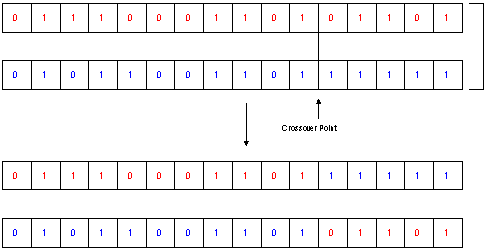 0 1 1 1 0 0 0 1 1 0 1 0 1 1 0 1
0 1 0 1 1 0 0 1 1 0 1 1 1 1 1 1
Crossover Point
0 1 1 1 0 0 0 1 1 0 1 1 1 1 1 1
0 1 0 1 1 0 0 1 1 0 1 0 1 1 0 1